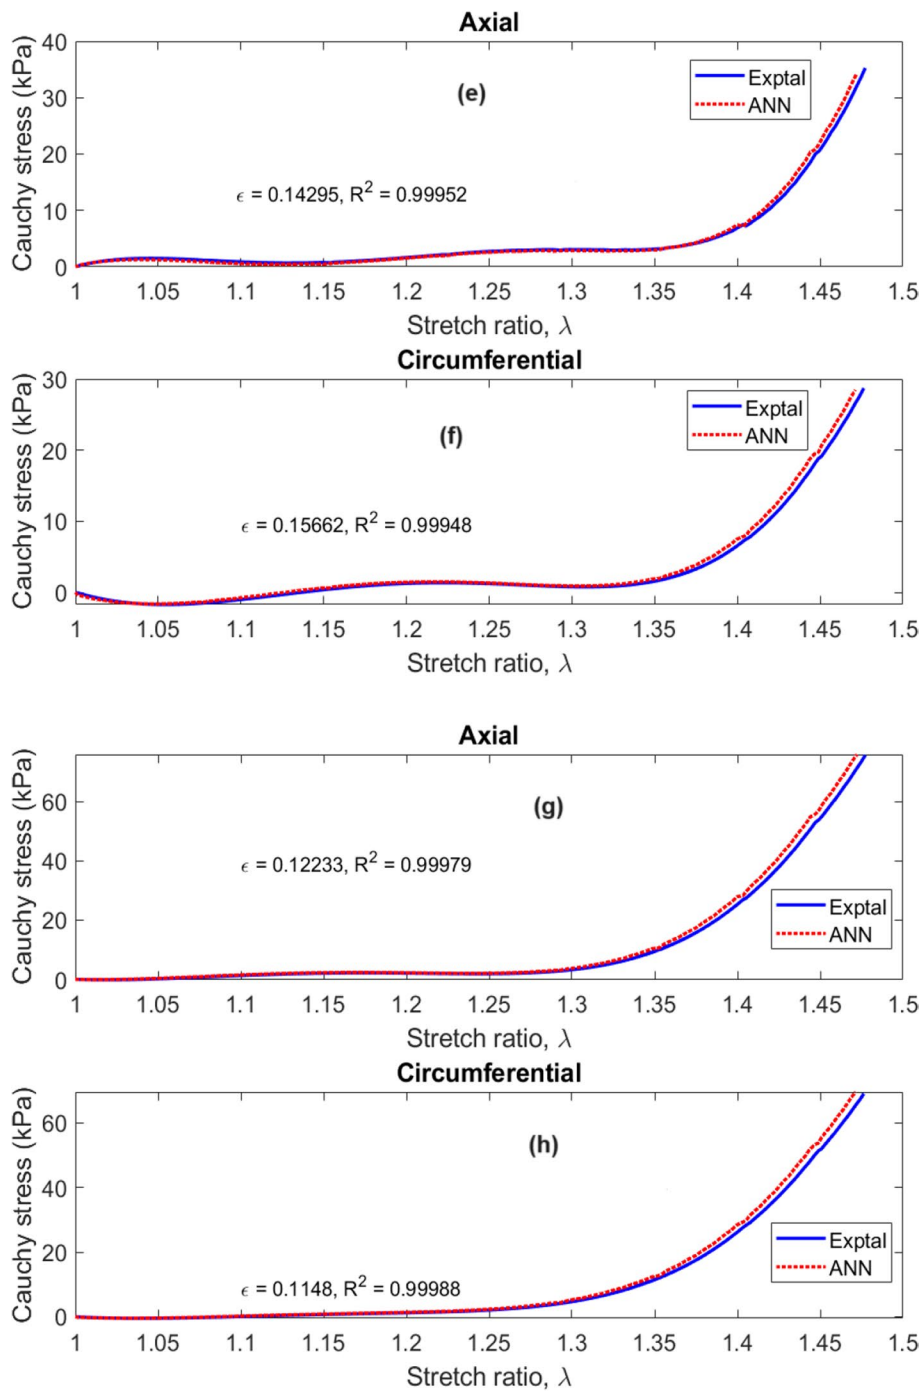 Axial
Cauchy stress (kPa)
40
30
20
10
0
(e)
Exptal
ANN
ϵ = 0.14295, R² = 0.99952
1 1.05 1.1 1.15 1.2 1.25 1.3 1.35 1.4 1.45 1.5
Stretch ratio, λ
Circumferential
Cauchy stress (kPa)
30
20
10
0
(f)
Exptal
ANN
ϵ = 0.15662, R² = 0.99948
1 1.05 1.1 1.15 1.2 1.25 1.3 1.35 1.4 1.45 1.5
Stretch ratio, λ
Axial
Cauchy stress (kPa)
60
40
20
0
(g)
ϵ = 0.12233, R² = 0.99979
Exptal
ANN
1 1.05 1.1 1.15 1.2 1.25 1.3 1.35 1.4 1.45 1.5
Stretch ratio, λ
Circumferential
Cauchy stress (kPa)
60
40
20
0
(h)
Exptal
ANN
ϵ = 0.1148, R² = 0.99988
1 1.05 1.1 1.15 1.2 1.25 1.3 1.35 1.4 1.45 1.5
Stretch ratio, λ